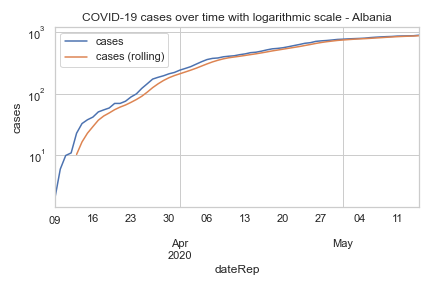 COVID-19 cases over time with logarithmic scale - Albania
cases
cases (rolling)
10³
10²
10¹
cases
09 16 23 30 06 13 20 27 04 11
Apr May
2020
dateRep